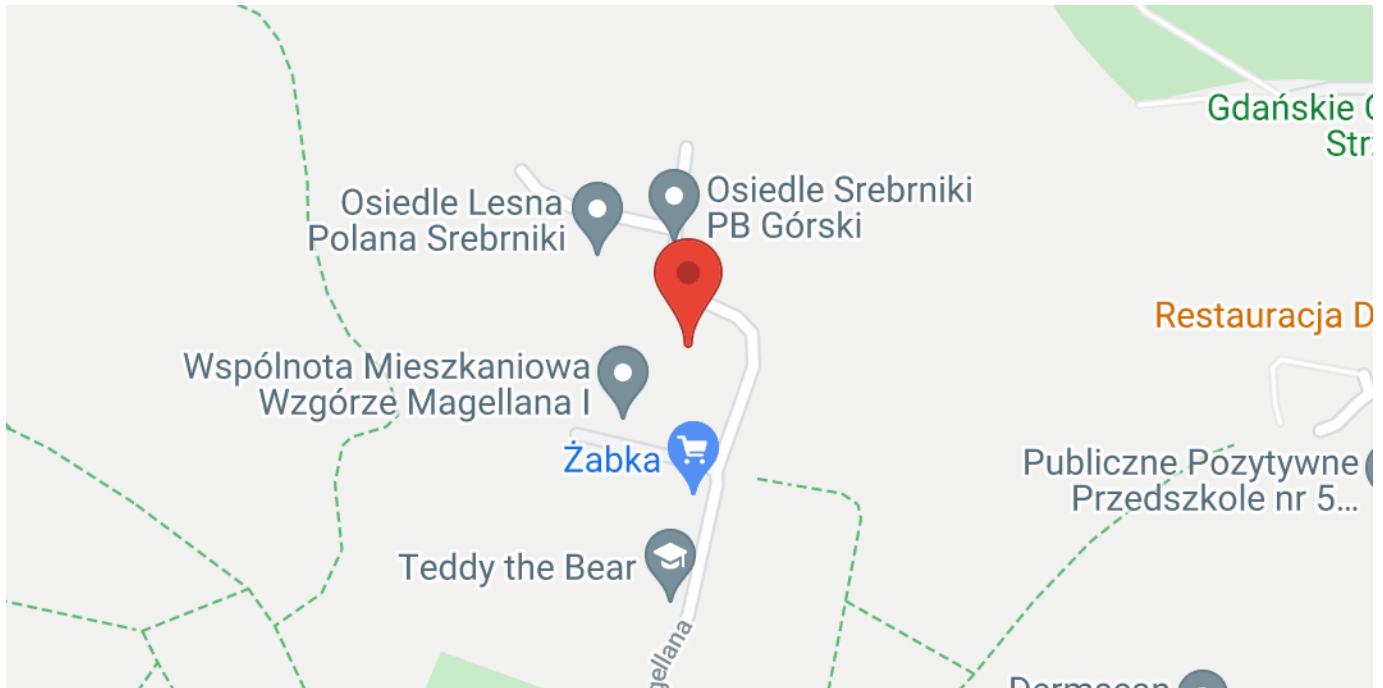 Gdańskie
Str
Osiedle Lesna
Polana Srebrniki
Osiedle Srebrniki
PB Górski
Restauracja D
Wspólnota Mieszkaniowa
Wzgórze Magellana I
Żabka
Publiczne Pozytywne
Przedszkole nr 5...
Teddy the Bear
gellana